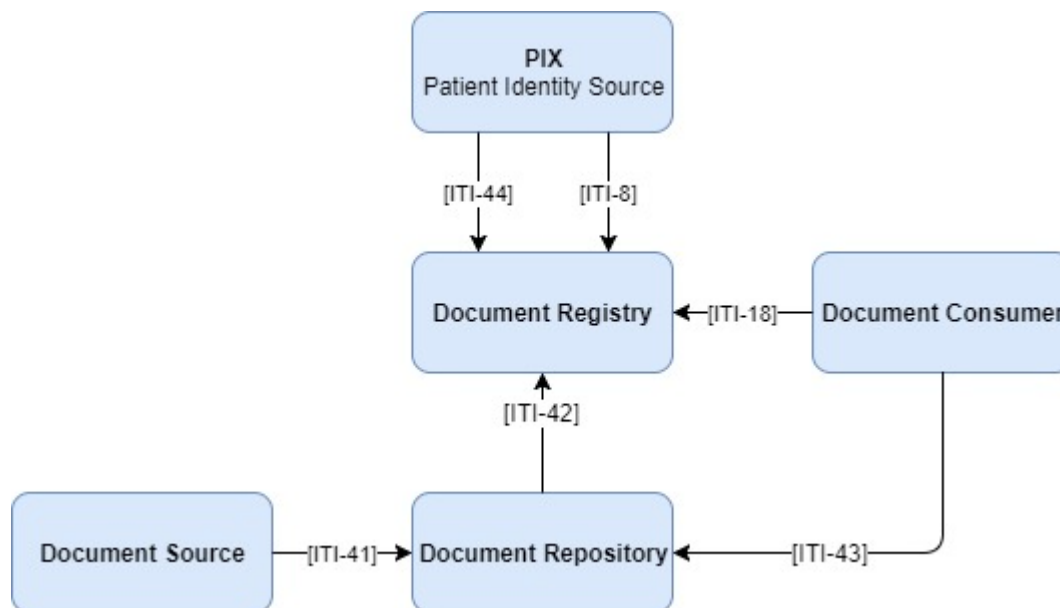 PIX
Patient Identity Source
[ITI-44]
[ITI-8]
Document Registry
[ITI-18]
Document Consumer
[ITI-42]
Document Source
[ITI-41]
Document Repository
[ITI-43]